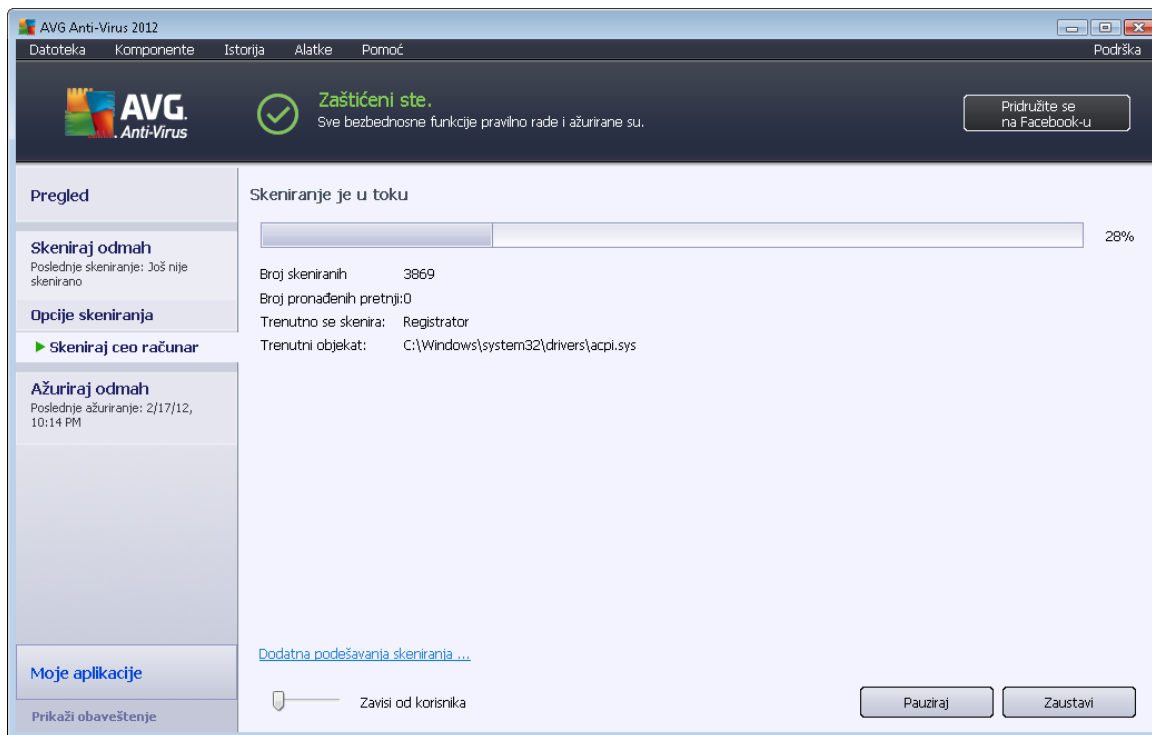 AVG Anti-Virus 2012
Datoteka Komponente Istorija Alatke Pomoć Podrška
AVG.
Anti-Virus
Zaštićeni ste.
Sve bezbednosne funkcije pravilno rade i ažurirane su.
Pridružite se
na Facebook-u
Pregled
Skeniraj odmah
Poslednje skeniranje: Još nije
skenirano
Opcije skeniranja
Skeniraj ceo računar
Ažuriraj odmah
Poslednje ažuriranje: 2/17/12,
10:14 PM
Moje aplikacije
Prikaži obaveštenje
Skeniranje je u toku
28%
Broj skeniranih 3869
Broj pronađenih pretnji:0
Trenutno se skenira: Registrator
Trenutni objekat: C:\Windows\system32\drivers\acpi.sys
Dodatna podešavanja skeniranja ...
Zavisi od korisnika
Pauziraj
Zaustavi